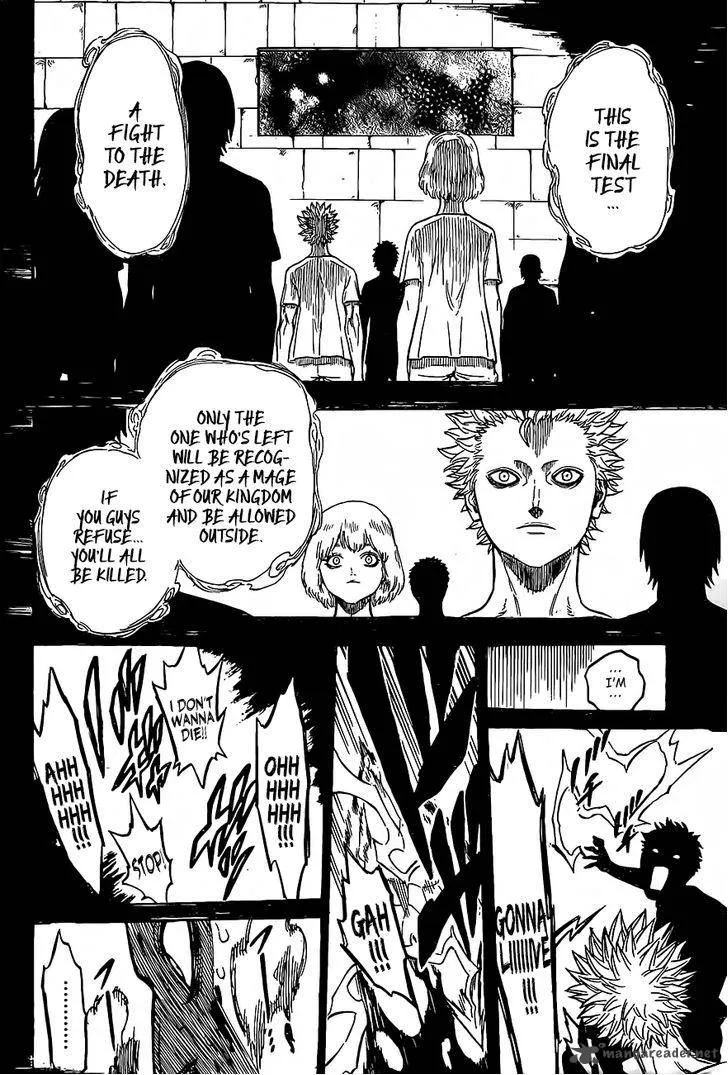 THIS
IS THE
FINAL
TEST
...
A
FIGHT
TO THE
DEATH.
ONLY THE
ONE WHO'S LEFT
WILL BE RECOG-
NIZED AS A MAGE
OF OUR KINGDOM
AND BE ALLOWED
OUTSIDE.
IF
YOU GUYS
REFUSE...
YOU'LL ALL
BE KILLED.
...
I'M...
GONNA
LIIIIIVE
GAH
!!!
OHH
HHH
HHH
!!!
I DON'T
WANNA
DIE!!
STOP!
AHH
HHH
HHH
!!!
.......
mangareader.net